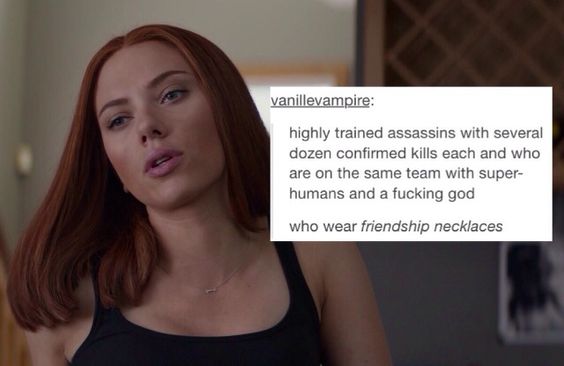 vanillevampire:
highly trained assassins with several
dozen confirmed kills each and who
are on the same team with super-
humans and a fucking god
who wear friendship necklaces